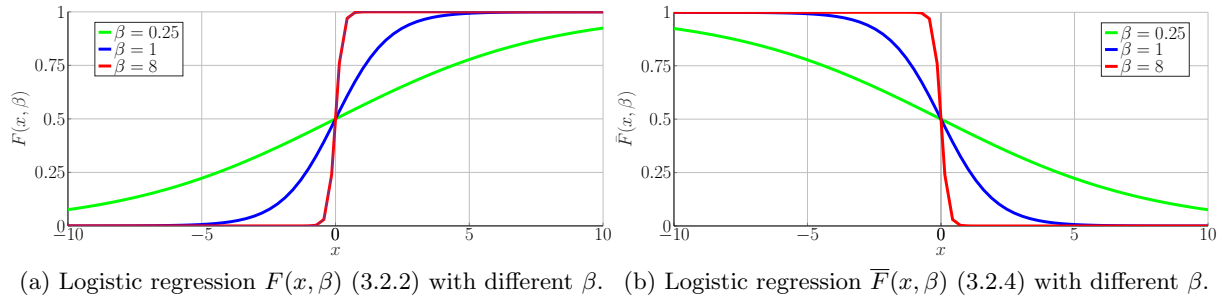 1
0.75
0.5
0.25
0
F(x, β)
β = 0.25
β = 1
β = 8
−10
−5
0
5
10
x
1
0.75
0.5
0.25
0
F̄(x, β)
β = 0.25
β = 1
β = 8
−10
−5
0
5
10
x
(a) Logistic regression F(x, β) (3.2.2) with different β.
(b) Logistic regression F̅(x, β) (3.2.4) with different β.